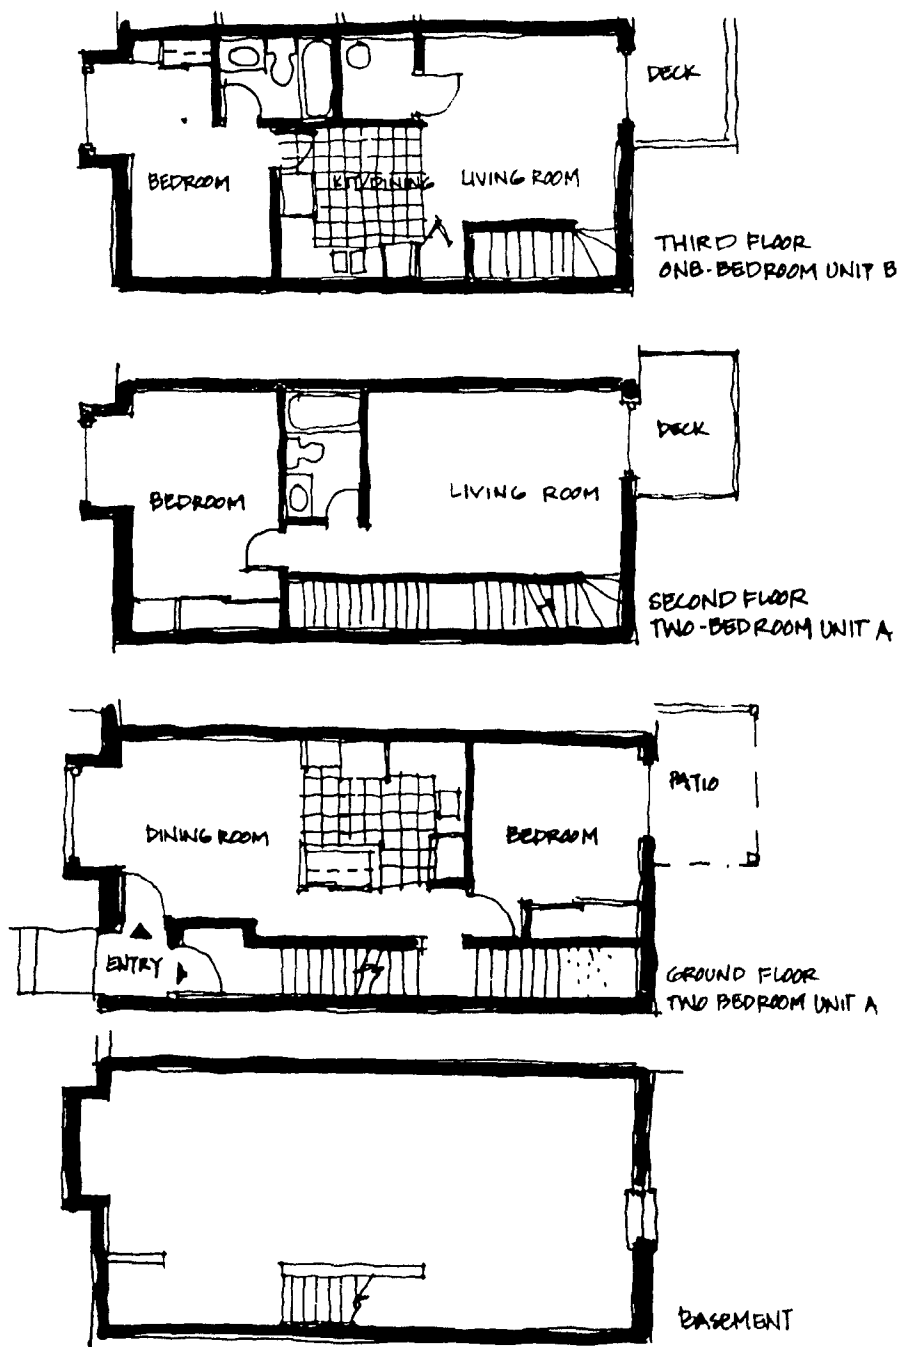 DECK
BEDROOM
KIT/DINING
LIVING ROOM
THIRD FLOOR
ONE-BEDROOM UNIT B
DECK
BEDROOM
LIVING ROOM
SECOND FLOOR
TWO-BEDROOM UNIT A
PATIO
DINING ROOM
BEDROOM
ENTRY
GROUND FLOOR
TWO BEDROOM UNIT A
BASEMENT